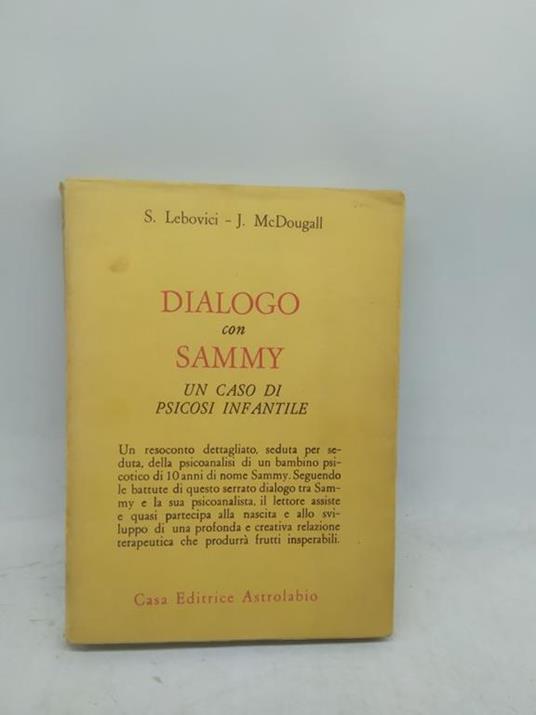 S. Lebovici - J. McDougall
DIALOGO
con
SAMMY
UN CASO DI
PSICOSI INFANTILE
Un resoconto dettagliato, seduta per se-
duta, della psicoanalisi di un bambino psi-
cotico di 10 anni di nome Sammy. Seguendo
le battute di questo serrato dialogo tra Sam-
my e la sua psicoanalista, il lettore assiste
e quasi partecipa alla nascita e allo svi-
luppo di una profonda e creativa relazione
terapeutica che produrrà frutti insperabili.
Casa Editrice Astrolabio